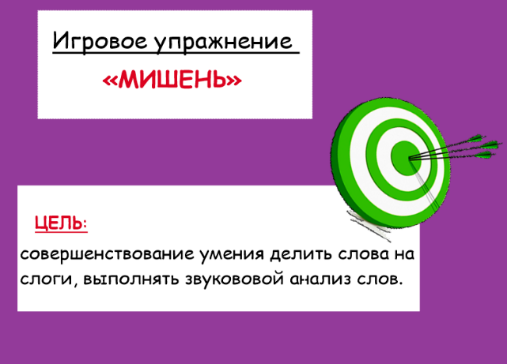 Игровое упражнение
«МИШЕНЬ»
ЦЕЛЬ:
совершенствование умения делить слова на
слоги, выполнять звукововой анализ слов.